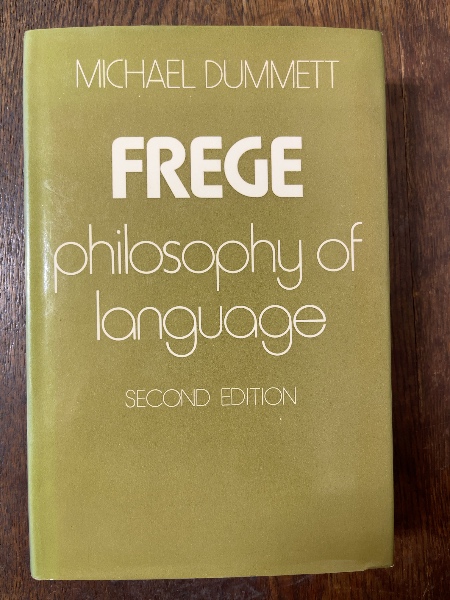 MICHAEL DUMMETT
FREGE
philosophy of
language
SECOND EDITION